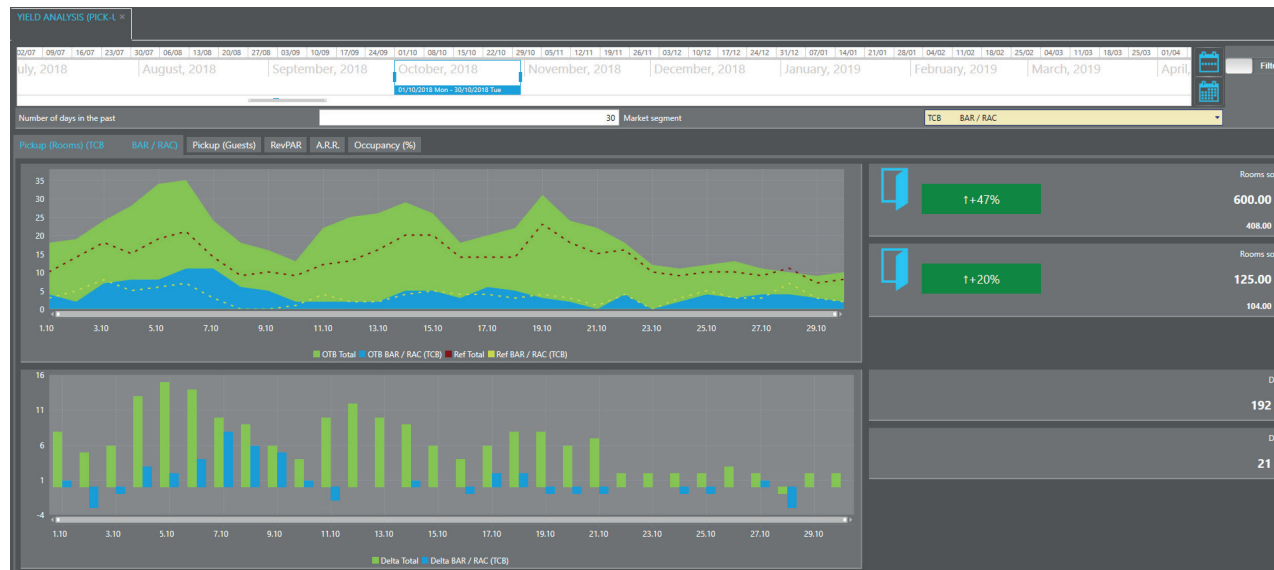 YIELD ANALYSIS (PICK-U ×
02/07 09/07 16/07 23/07 30/07 06/08 13/08 20/08 27/08 03/09 10/09 17/09 24/09 01/10 08/10 15/10 22/10 29/10 05/11 12/11 19/11 26/11 03/12 10/12 17/12 24/12 31/12 07/01 14/01 21/01 28/01 04/02 11/02 18/02 25/02 04/03 11/03 18/03 25/03 01/04
uly, 2018 August, 2018 September, 2018 October, 2018 November, 2018 December, 2018 January, 2019 February, 2019 March, 2019 April,
Filte
01/10/2018 Mon - 30/10/2018 Tue
Number of days in the past 30 Market segment TCB BAR / RAC
Pickup (Rooms) (TCB BAR / RAC) Pickup (Guests) RevPAR A.R.R. Occupancy (%)
35
30
25
20
15
10
5
0
1.10 3.10 5.10 7.10 9.10 11.10 13.10 15.10 17.10 19.10 21.10 23.10 25.10 27.10 29.10
OTB Total OTB BAR / RAC (TCB) Ref Total Ref BAR / RAC (TCB)
Rooms so
↑+47% 600.00
408.00
Rooms so
↑+20% 125.00
104.00
16
11
6
1
-4
1.10 3.10 5.10 7.10 9.10 11.10 13.10 15.10 17.10 19.10 21.10 23.10 25.10 27.10 29.10
Delta Total Delta BAR / RAC (TCB)
D
192
D
21